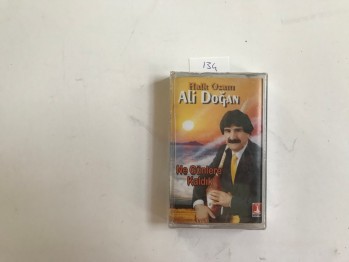 134
Halk Ozanı
Ali Doğan
Ne Günlere
Kaldık